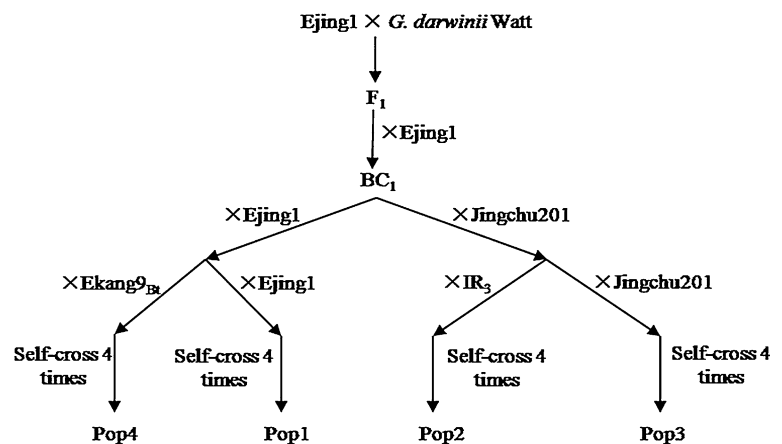 Ejing1 × G. darwinii Watt
F₁
×Ejing1
BC₁
×Ejing1
×Jingchu201
×Ekang9Bt
×Ejing1
×IR₃
×Jingchu201
Self-cross 4
times
Self-cross 4
times
Self-cross 4
times
Self-cross 4
times
Pop4
Pop1
Pop2
Pop3